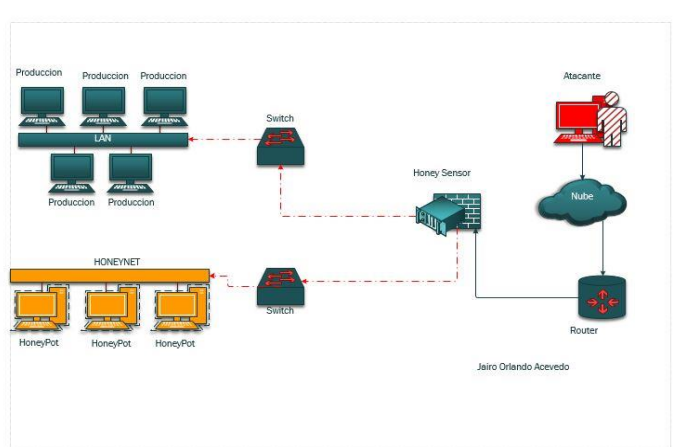 Produccion
Produccion
Produccion
Atacante
LAN
Switch
Produccion
Produccion
Honey Sensor
Nube
HONEYNET
Switch
HoneyPot
HoneyPot
HoneyPot
Router
Jairo Orlando Acevedo